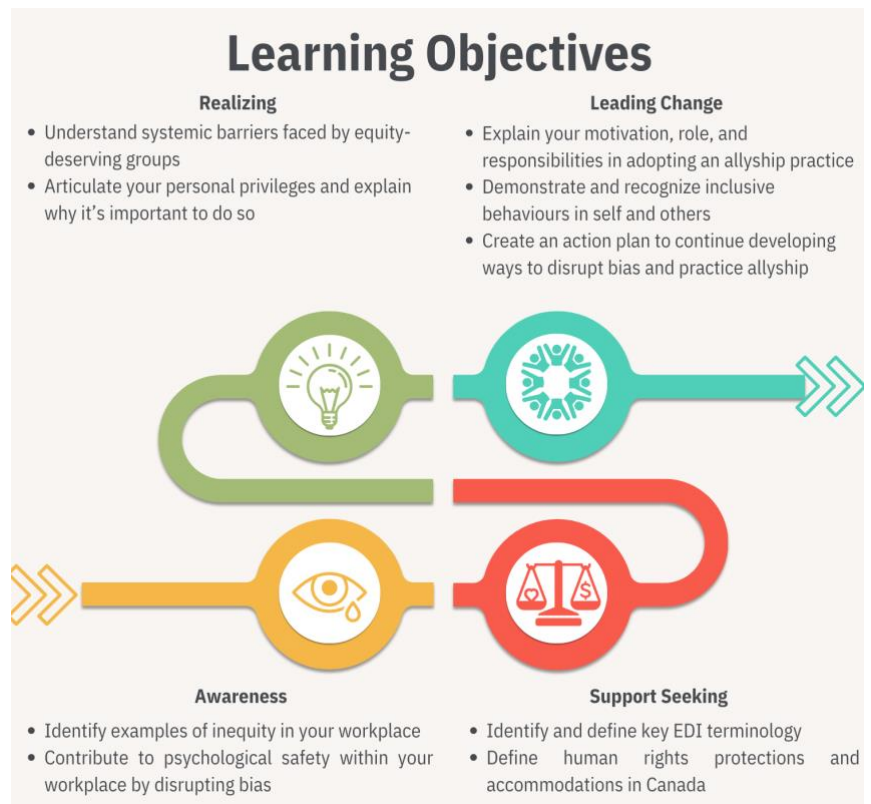 Learning Objectives
Realizing
• Understand systemic barriers faced by equity-
deserving groups
• Articulate your personal privileges and explain
why it's important to do so
Leading Change
• Explain your motivation, role, and
responsibilities in adopting an allyship practice
• Demonstrate and recognize inclusive
behaviours in self and others
• Create an action plan to continue developing
ways to disrupt bias and practice allyship
$
Awareness
• Identify examples of inequity in your workplace
• Contribute to psychological safety within your
workplace by disrupting bias
Support Seeking
• Identify and define key EDI terminology
• Define human rights protections and
accommodations in Canada